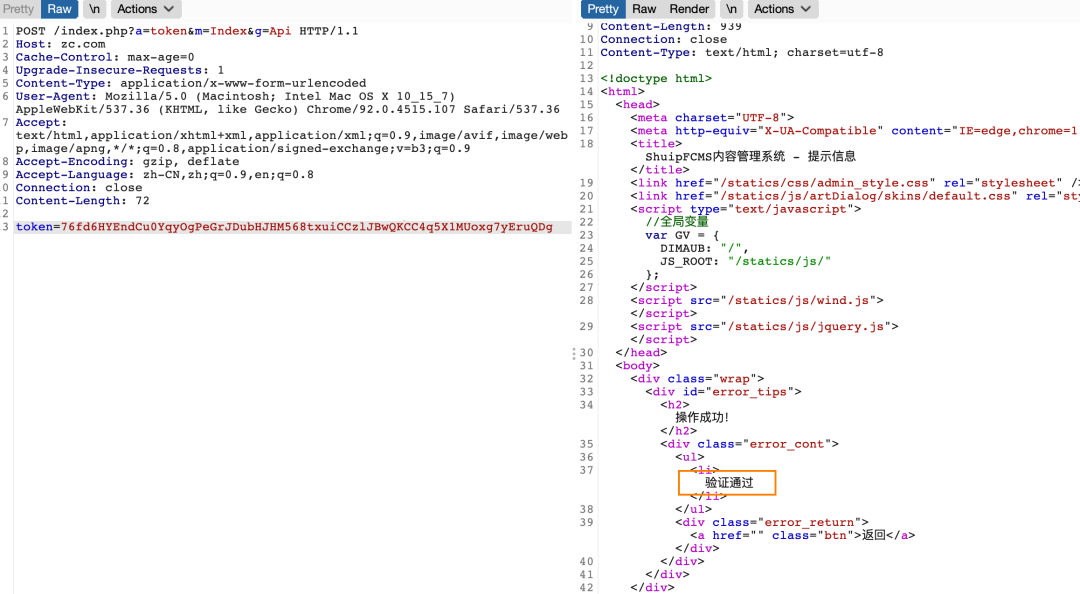 Pretty Raw \n Actions
1 POST /index.php?a=token&m=Index&g=Api HTTP/1.1
2 Host: zc.com
3 Cache-Control: max-age=0
4 Upgrade-Insecure-Requests: 1
5 Content-Type: application/x-www-form-urlencoded
6 User-Agent: Mozilla/5.0 (Macintosh; Intel Mac OS X 10_15_7)
AppleWebKit/537.36 (KHTML, like Gecko) Chrome/92.0.4515.107 Safari/537.36
7 Accept:
text/html,application/xhtml+xml,application/xml;q=0.9,image/avif,image/web
p,image/apng,*/*;q=0.8,application/signed-exchange;v=b3;q=0.9
8 Accept-Encoding: gzip, deflate
9 Accept-Language: zh-CN,zh;q=0.9,en;q=0.8
0 Connection: close
1 Content-Length: 72
2
3 token=76fd6HYEndCu0YqyOgPeGrJDubHJHM568txuiCCzlJBwQKCC4q5X1MUoxg7yEruQDg
Pretty Raw Render \n Actions
9 Content-Length: 939
10 Connection: close
11 Content-Type: text/html; charset=utf-8
12
13 <!doctype html>
14 <html>
15 <head>
16 <meta charset="UTF-8">
17 <meta http-equiv="X-UA-Compatible" content="IE=edge,chrome=1
18 <title>
ShuipFCMS内容管理系统 - 提示信息
</title>
19 <link href="/statics/css/admin_style.css" rel="stylesheet" />
20 <link href="/statics/js/artDialog/skins/default.css" rel="sty
21 <script type="text/javascript">
22 //全局变量
23 var GV = {
24 DIMAUB: "/",
25 JS_ROOT: "/statics/js/"
26 };
27 </script>
28 <script src="/statics/js/wind.js">
</script>
29 <script src="/statics/js/jquery.js">
</script>
30 </head>
31 <body>
32 <div class="wrap">
33 <div id="error_tips">
34 <h2>
操作成功!
</h2>
35 <div class="error_cont">
36 <ul>
37 <li>
验证通过
</li>
38 </ul>
39 <div class="error_return">
<a href="" class="btn">返回</a>
</div>
40 </div>
41 </div>
42 </div>